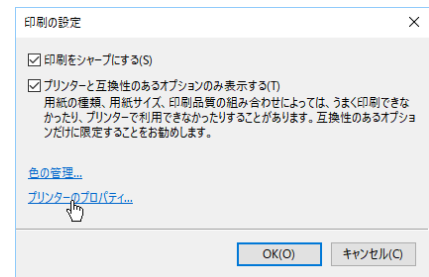 印刷の設定
印刷をシャープにする(S)
プリンターと互換性のあるオプションのみ表示する(T)
用紙の種類、用紙サイズ、印刷品質の組み合わせによっては、うまく印刷できな
かったり、プリンターで利用できなかったりすることがあります。互換性のあるオプショ
ンだけに限定することをお勧めします。
色の管理...
プリンターのプロパティ...
OK(O)
キャンセル(C)